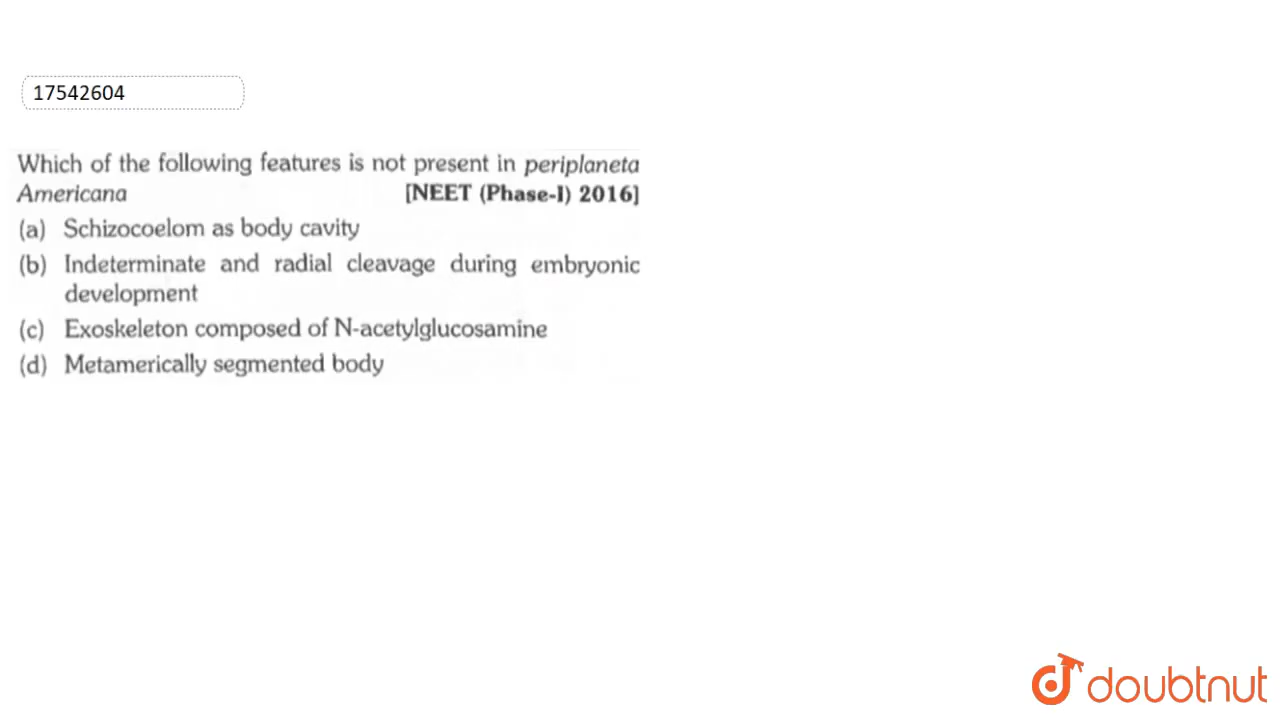 17542604
Which of the following features is not present in periplaneta
Americana [NEET (Phase-I) 2016]
(a) Schizocoelom as body cavity
(b) Indeterminate and radial cleavage during embryonic
development
(c) Exoskeleton composed of N-acetylglucosamine
(d) Metamerically segmented body
doubtnut